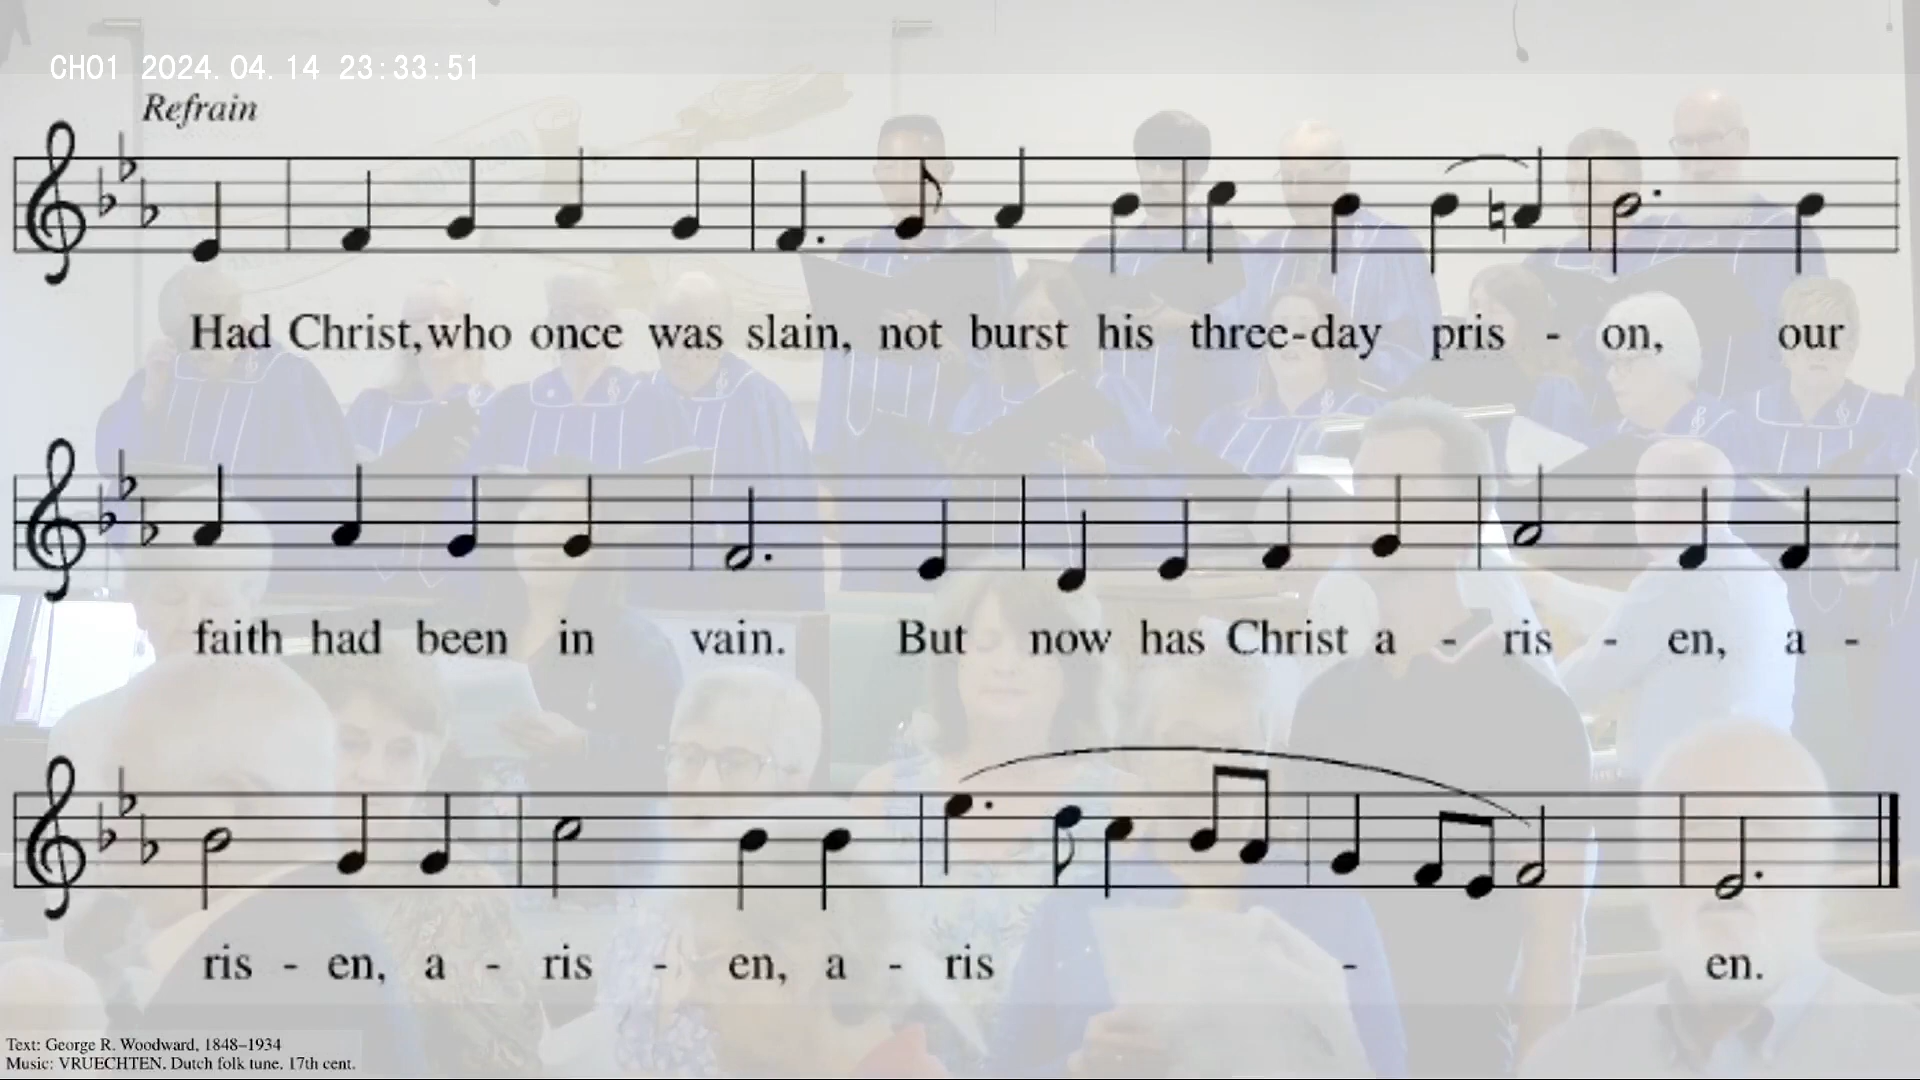 CH01 2024.04.14 23:33:51
Refrain
Had Christ, who once was slain, not burst his three-day pris - on, our
faith had been in vain. But now has Christ a - ris - en, a -
ris - en, a - ris - en, a - ris - en.
Text: George R. Woodward, 1848–1934
Music: VRUECHTEN. Dutch folk tune. 17th cent.